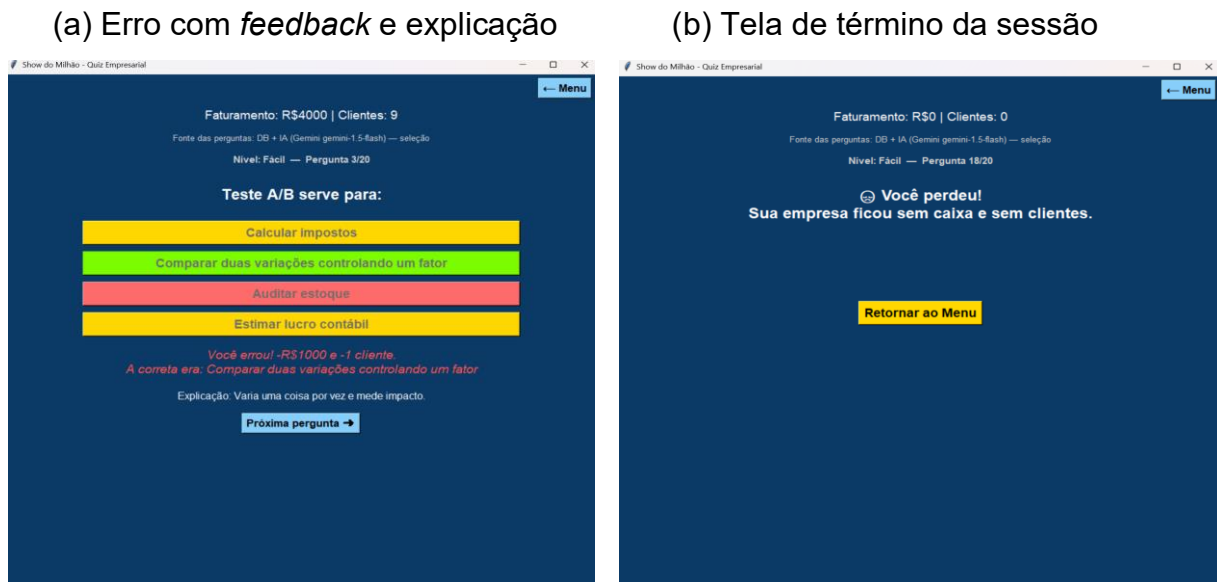 (a) Erro com feedback e explicação
Show do Milhão - Quiz Empresarial
← Menu
Faturamento: R$4000 | Clientes: 9
Fonte das perguntas: DB + IA (Gemini gemini-1.5-flash) — seleção
Nível: Fácil — Pergunta 3/20
Teste A/B serve para:
Calcular impostos
Comparar duas variações controlando um fator
Auditar estoque
Estimar lucro contábil
Você errou! -R$1000 e -1 cliente.
A correta era: Comparar duas variações controlando um fator
Explicação: Varia uma coisa por vez e mede impacto.
Próxima pergunta ➜
(b) Tela de término da sessão
Show do Milhão - Quiz Empresarial
← Menu
Faturamento: R$0 | Clientes: 0
Fonte das perguntas: DB + IA (Gemini gemini-1.5-flash) — seleção
Nível: Fácil — Pergunta 18/20
Você perdeu!
Sua empresa ficou sem caixa e sem clientes.
Retornar ao Menu